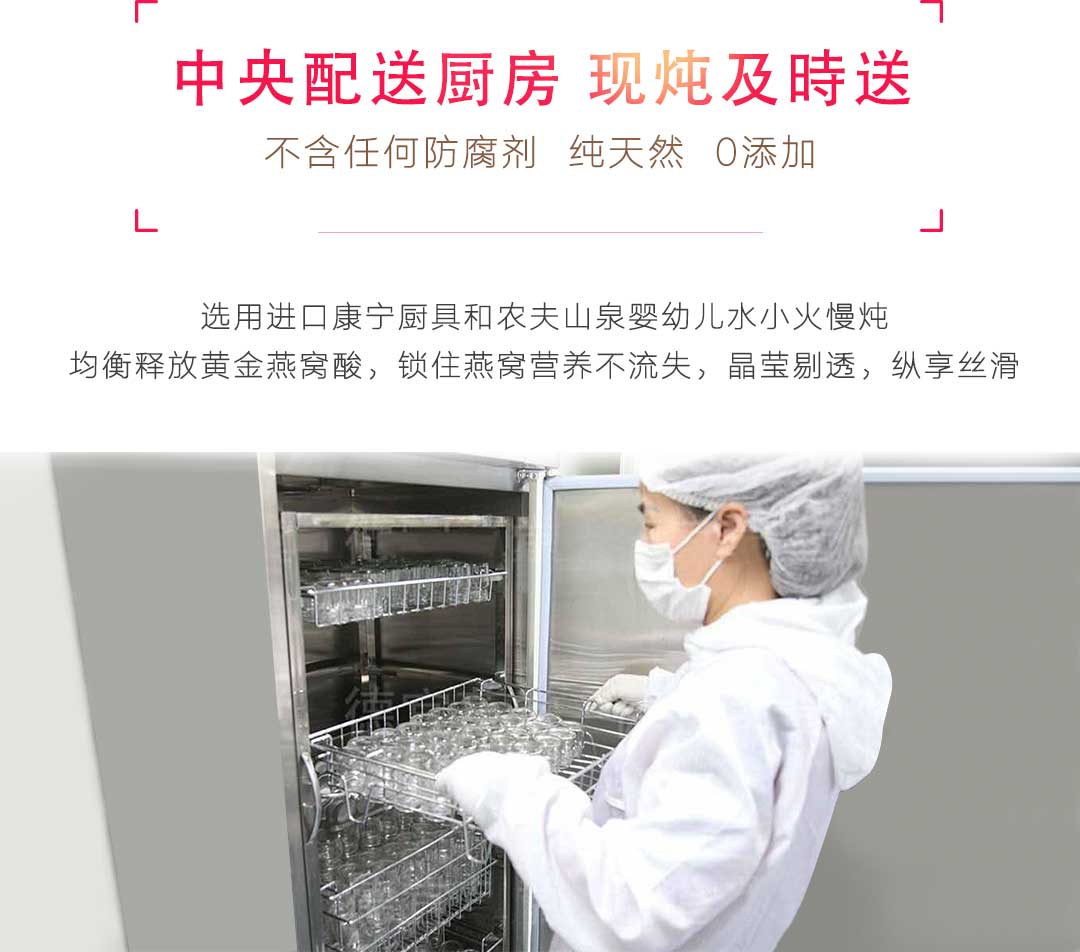 中央配送厨房 现炖及時送
不含任何防腐剂 纯天然 0添加
选用进口康宁厨具和农夫山泉婴幼儿水小火慢炖
均衡释放黄金燕窝酸，锁住燕窝营养不流失，晶莹剔透，纵享丝滑